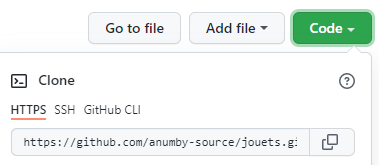 Go to file Add file Code
Clone
HTTPS SSH GitHub CLI
https://github.com/anumby-source/jouets.gi